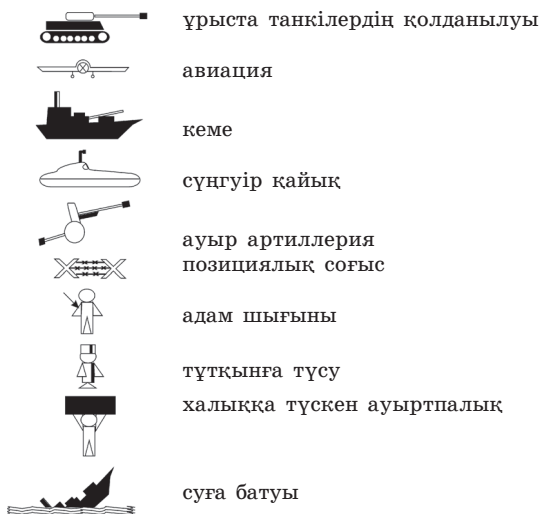 ұрыста танкілердің қолданылуы
авиация
кеме
сүңгуір қайық
ауыр артиллерия
позициялық соғыс
адам шығыны
тұтқынға түсу
халыққа түскен ауыртпалық
суға батуы